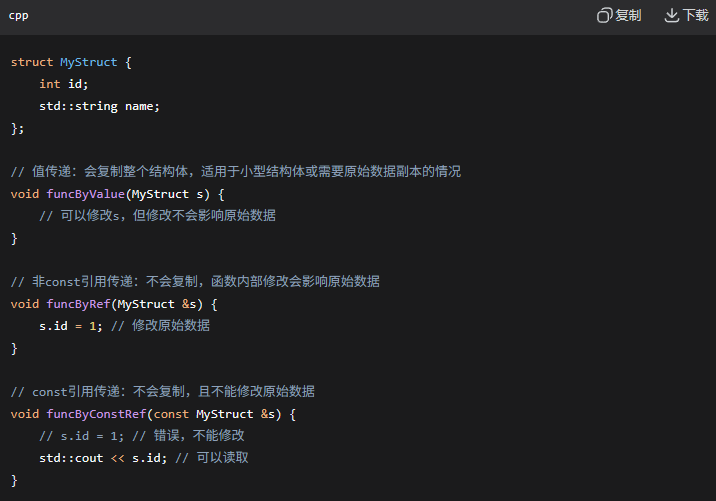 cpp 复制 下载
struct MyStruct {
    int id;
    std::string name;
};
// 值传递：会复制整个结构体，适用于小型结构体或需要原始数据副本的情况
void funcByValue(MyStruct s) {
    // 可以修改s，但修改不会影响原始数据
}
// 非const引用传递：不会复制，函数内部修改会影响原始数据
void funcByRef(MyStruct &s) {
    s.id = 1; // 修改原始数据
}
// const引用传递：不会复制，且不能修改原始数据
void funcByConstRef(const MyStruct &s) {
    // s.id = 1; // 错误，不能修改
    std::cout << s.id; // 可以读取
}